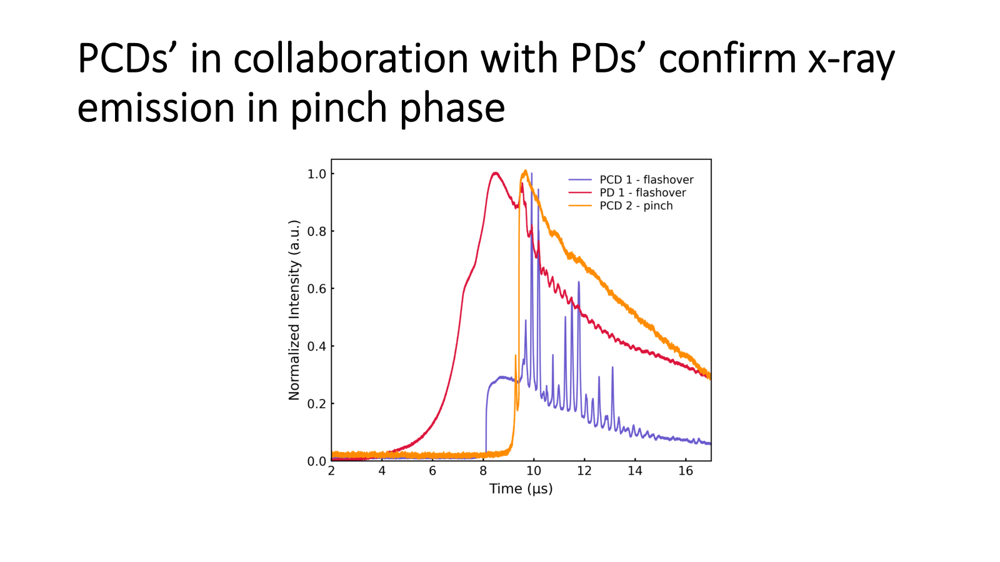 PCDs’ in collaboration with PDs’ confirm x-ray
emission in pinch phase
PCD 1 - flashover
PD 1 - flashover
PCD 2 - pinch
Normalized Intensity (a.u.)
1.0
0.8
0.6
0.4
0.2
0.0
2 4 6 8 10 12 14 16
Time (μs)